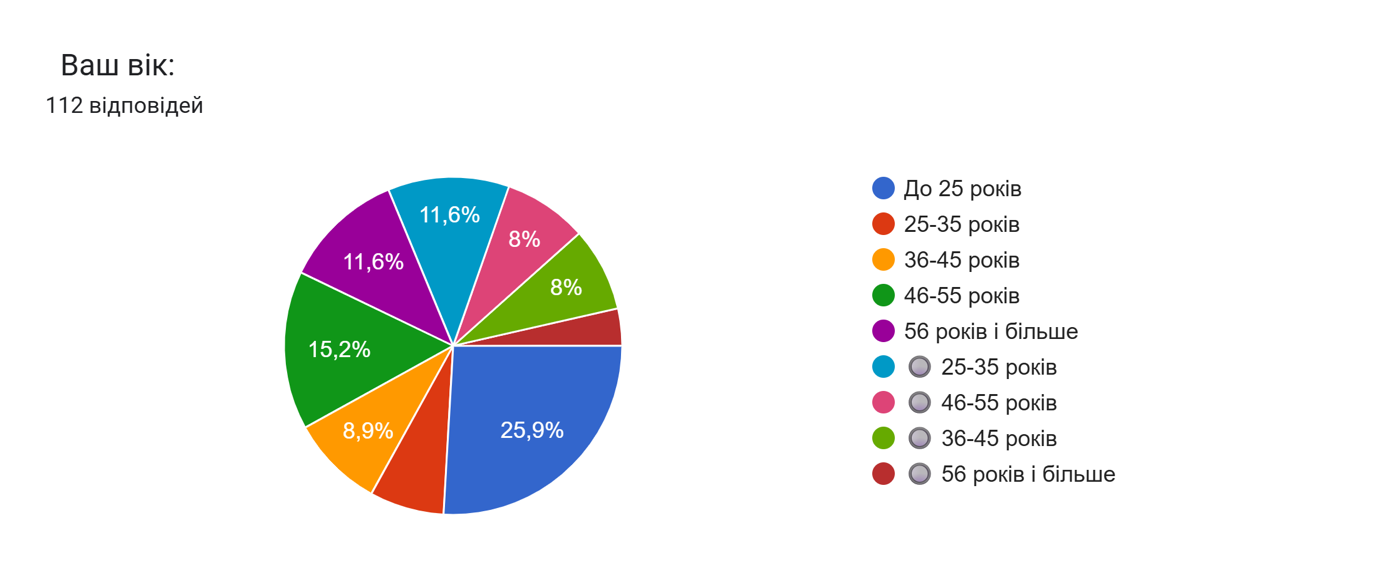 Ваш вік:
112 відповідей
11,6%
8%
11,6%
8%
15,2%
8,9%
25,9%
До 25 років
25-35 років
36-45 років
46-55 років
56 років і більше
25-35 років
46-55 років
36-45 років
56 років і більше